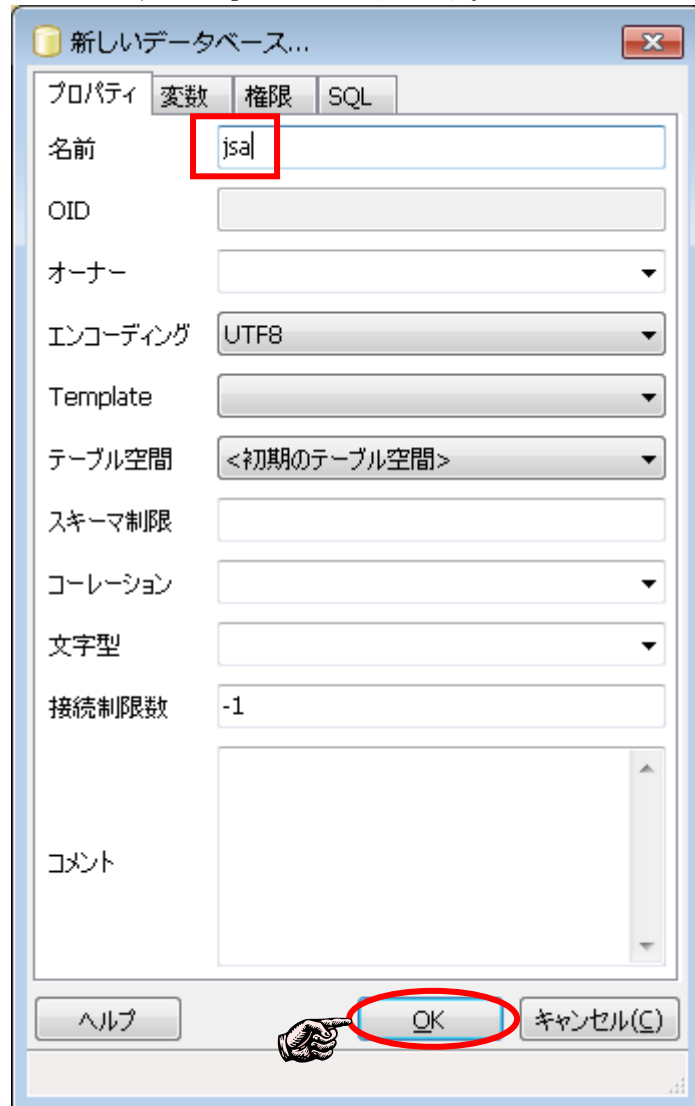 新しいデータベース...
プロパティ 変数 権限 SQL
名前 jsa
OID
オーナー
エンコーディング UTF8
Template
テーブル空間 <初期のテーブル空間>
スキーマ制限
コーレーション
文字型
接続制限数 -1
コメント
ヘルプ OK キャンセル(C)